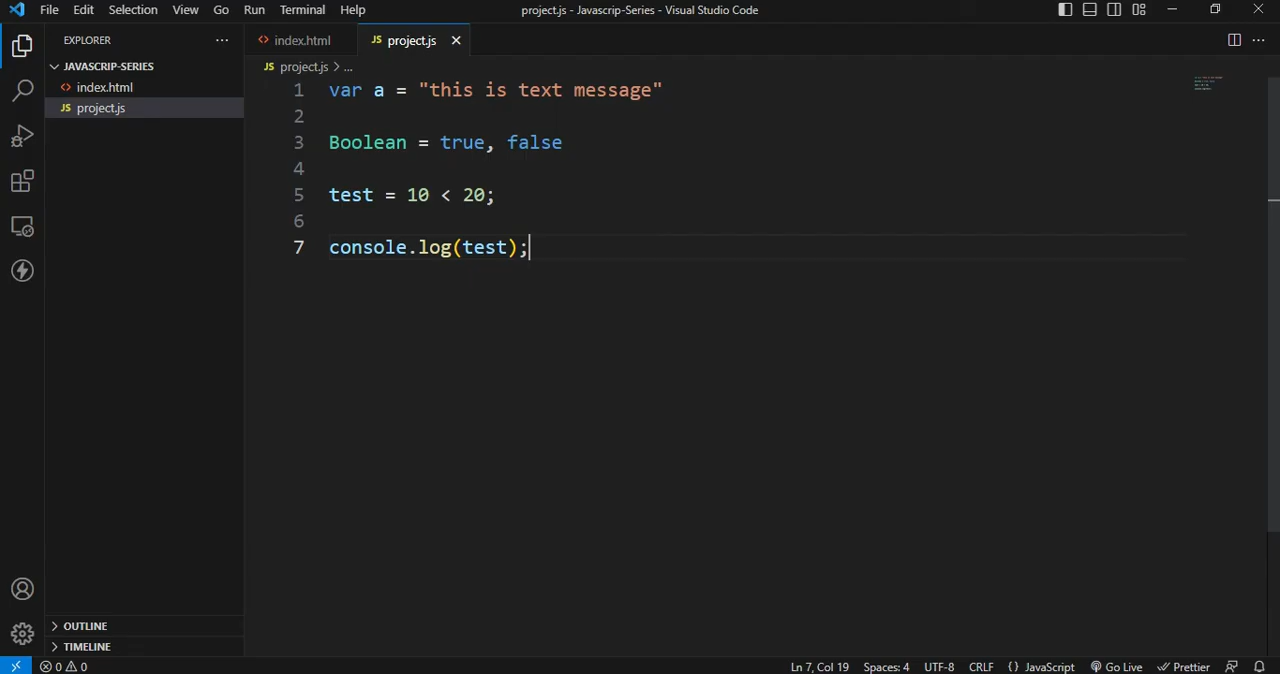 File Edit Selection View Go Run Terminal Help project.js - Javascrip-Series - Visual Studio Code
EXPLORER
index.html
JS project.js
JAVASCRIP-SERIES
index.html
JS project.js
JS project.js > ...
1 var a = "this is text message"
2
3 Boolean = true, false
4
5 test = 10 < 20;
6
7 console.log(test);
OUTLINE
TIMELINE
0 0 Ln 7, Col 19 Spaces: 4 UTF-8 CRLF {} JavaScript Go Live Prettier